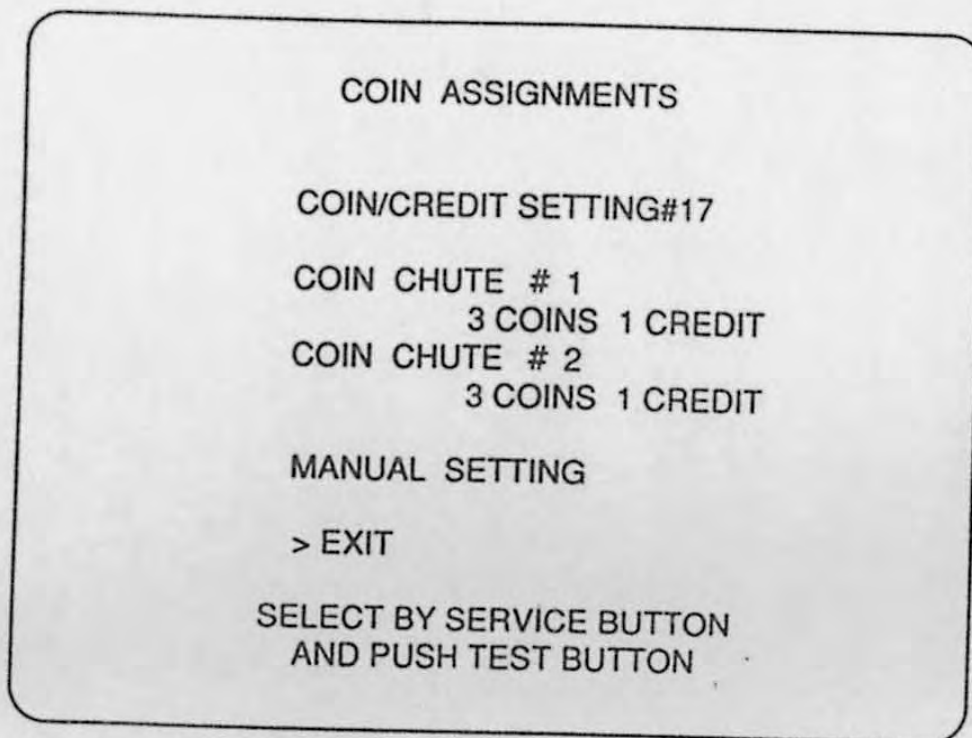 COIN ASSIGNMENTS
COIN/CREDIT SETTING#17
COIN CHUTE # 1
3 COINS 1 CREDIT
COIN CHUTE # 2
3 COINS 1 CREDIT
MANUAL SETTING
> EXIT
SELECT BY SERVICE BUTTON
AND PUSH TEST BUTTON